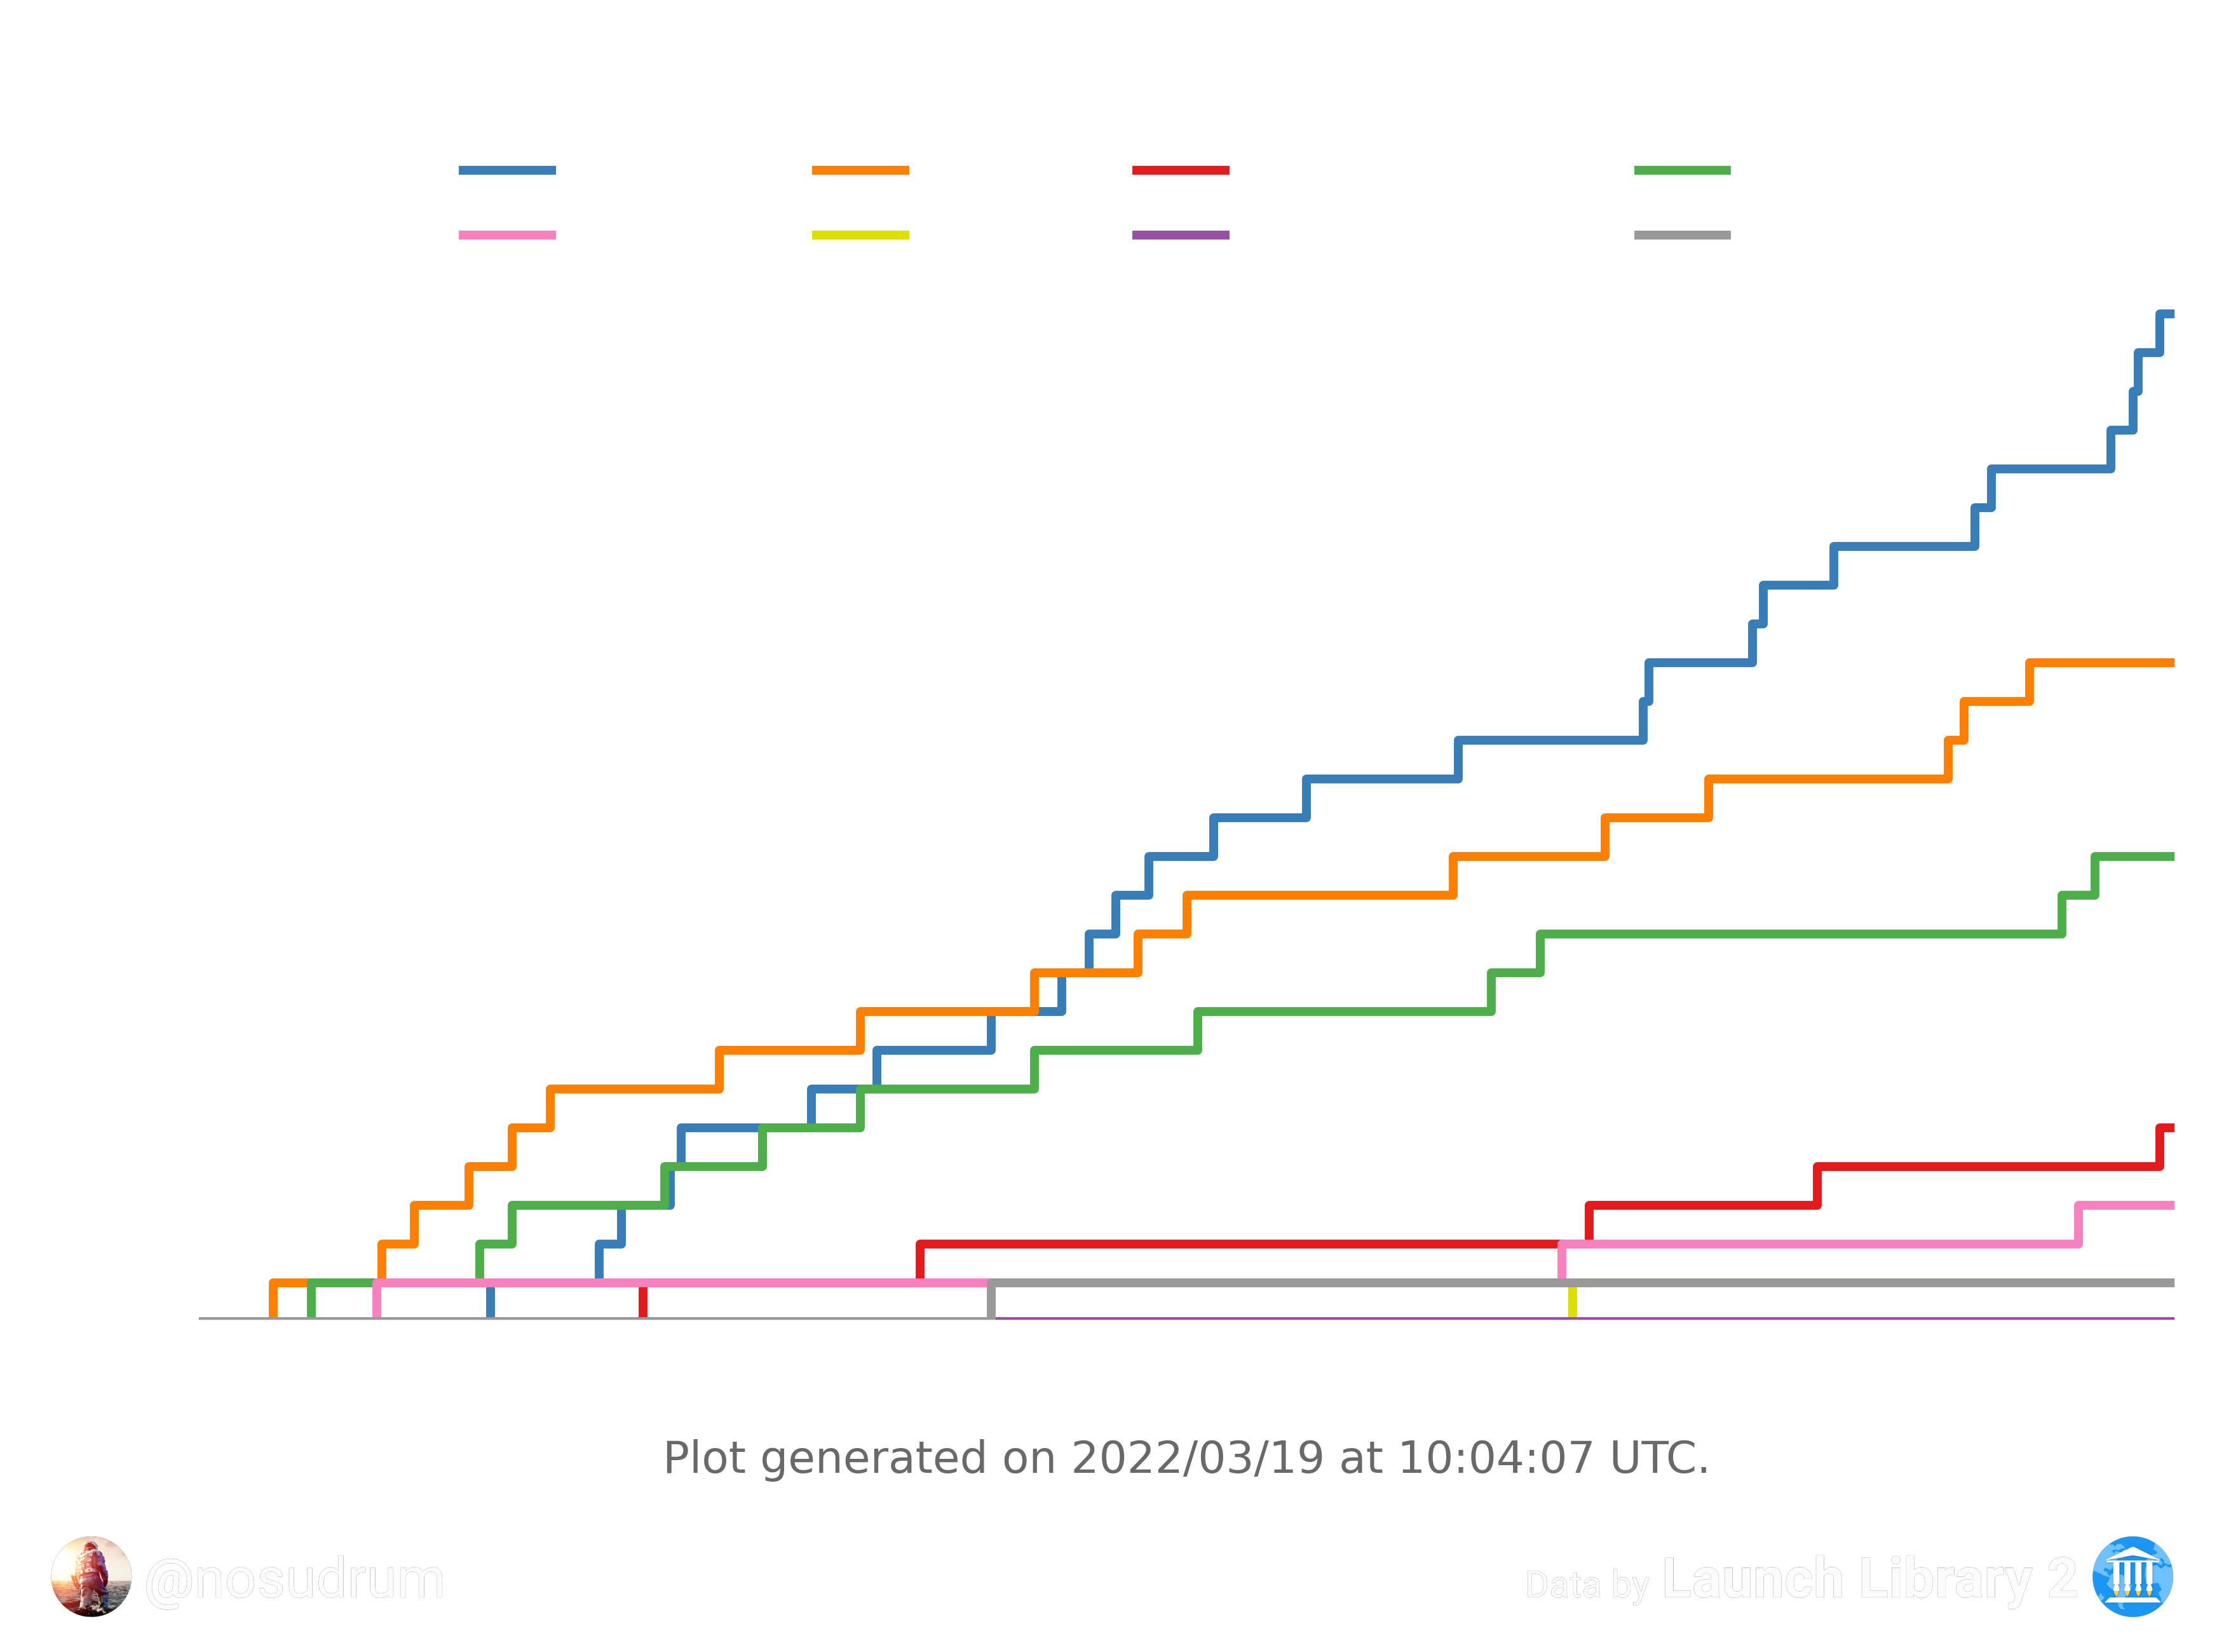 Plot generated on 2022/03/19 at 10:04:07 UTC.
@nosudrum
Data by Launch Library 2